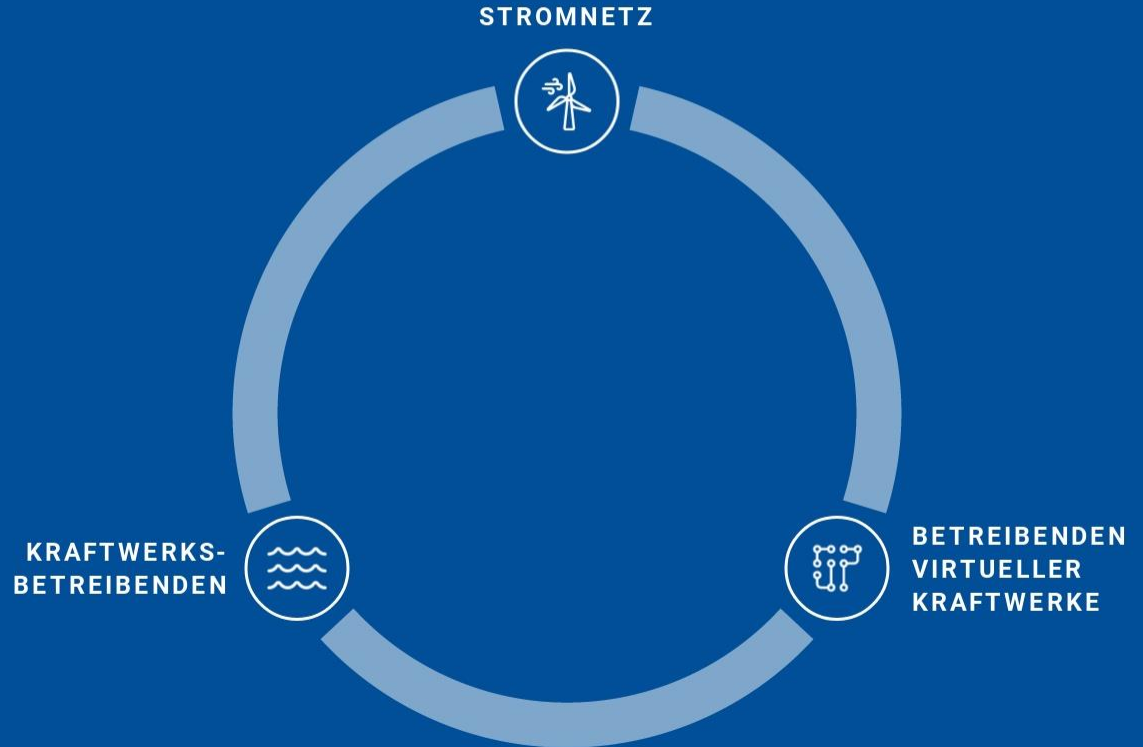 STROMNETZ
KRAFTWERKS-
BETREIBENDEN
BETREIBENDEN
VIRTUELLER
KRAFTWERKE